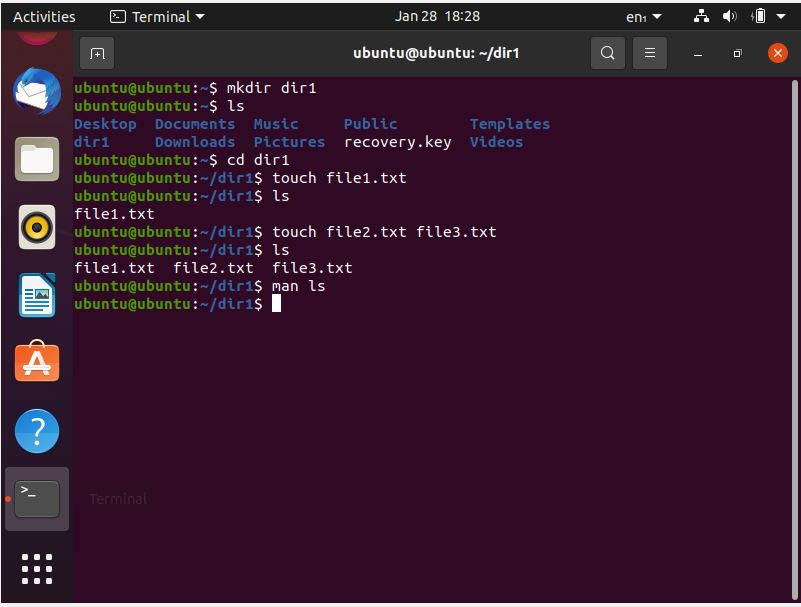 Activities Terminal Jan 28 18:28 en₁
ubuntu@ubuntu: ~/dir1
ubuntu@ubuntu:~$ mkdir dir1
ubuntu@ubuntu:~$ ls
Desktop Documents Music Public Templates
dir1 Downloads Pictures recovery.key Videos
ubuntu@ubuntu:~$ cd dir1
ubuntu@ubuntu:~/dir1$ touch file1.txt
ubuntu@ubuntu:~/dir1$ ls
file1.txt
ubuntu@ubuntu:~/dir1$ touch file2.txt file3.txt
ubuntu@ubuntu:~/dir1$ ls
file1.txt file2.txt file3.txt
ubuntu@ubuntu:~/dir1$ man ls
ubuntu@ubuntu:~/dir1$
?
>_
Terminal